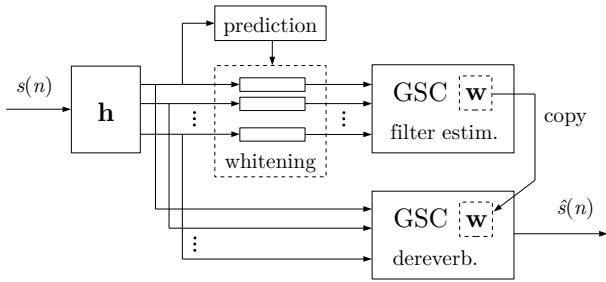 prediction
s(n)
h
GSC w
filter estim.
whitening
copy
GSC w
dereverb.
ŝ(n)